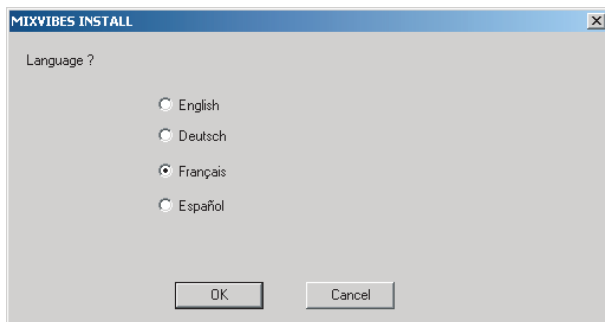 MIXVIBES INSTALL
Language ?
English
Deutsch
Français
Español
OK Cancel